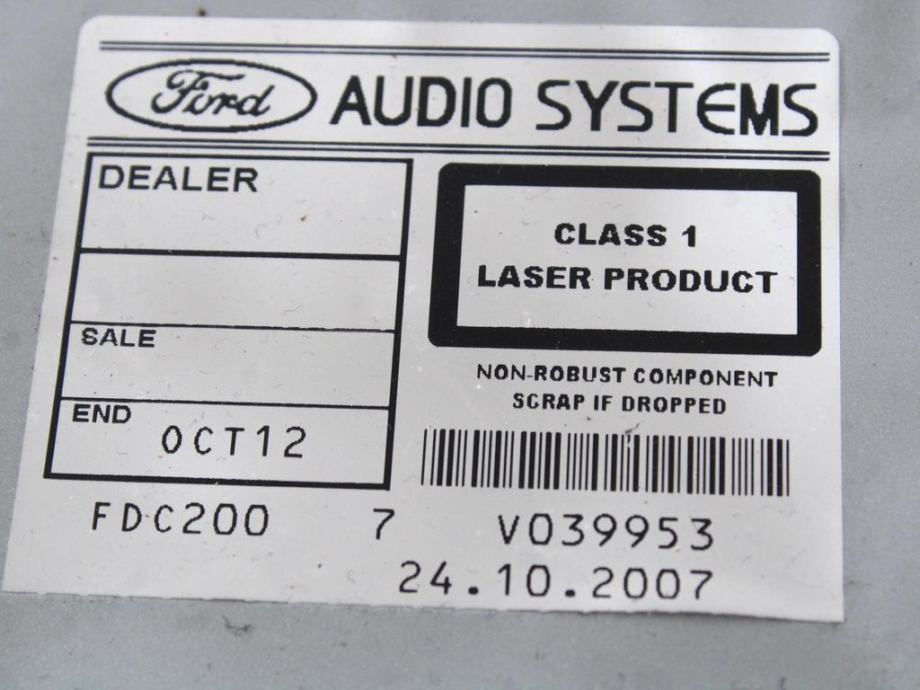 Ford AUDIO SYSTEMS
DEALER
SALE
END OCT12
CLASS 1
LASER PRODUCT
NON-ROBUST COMPONENT
SCRAP IF DROPPED
FDC200 7 V039953
24.10.2007